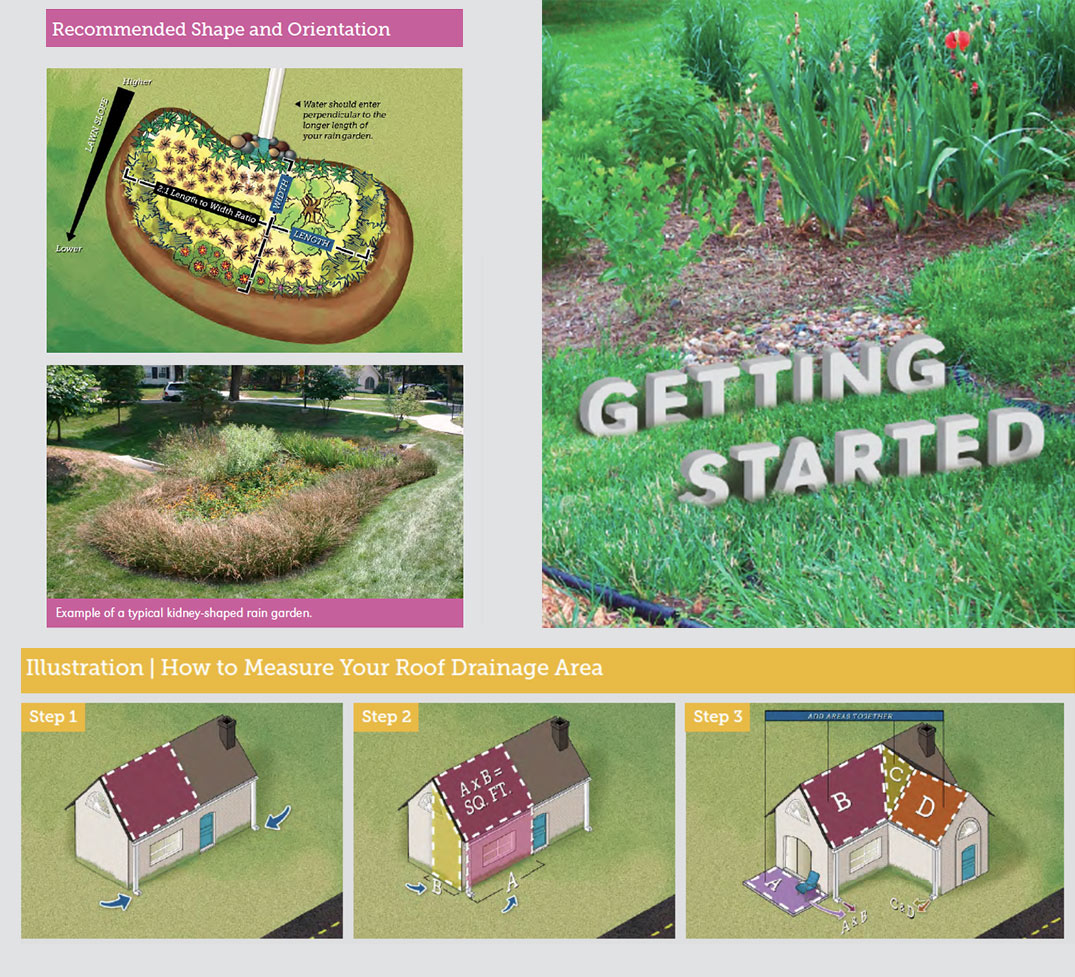 Recommended Shape and Orientation
Higher
LAWN SLOPE
Lower
◄ Water should enter
perpendicular to the
longer length of
your rain garden.
2:1 Length to Width Ratio
WIDTH
LENGTH
Example of a typical kidney-shaped rain garden.
GETTING
STARTED
Illustration | How to Measure Your Roof Drainage Area
Step 1
Step 2
A x B =
SQ. FT.
B
A
Step 3
ADD AREAS TOGETHER
B
C
D
A
A & B
C & D